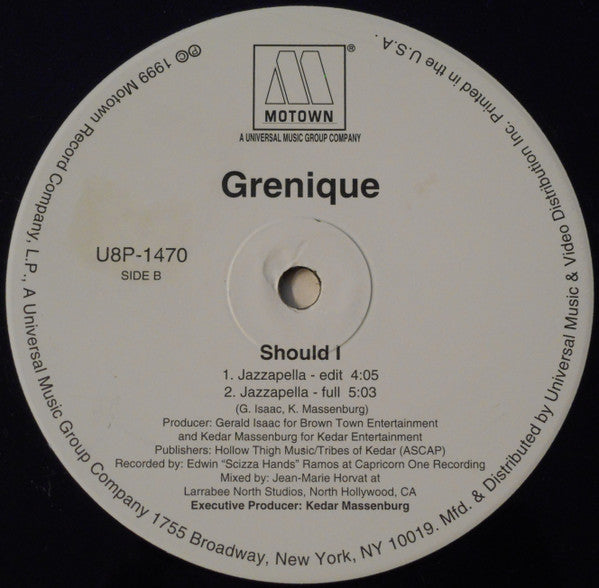 MOTOWN ®
A UNIVERSAL MUSIC GROUP COMPANY
Grenique
U8P-1470
SIDE B
Should I
1. Jazzapella - edit 4:05
2. Jazzapella - full 5:03
(G. Isaac, K. Massenburg)
Producer: Gerald Isaac for Brown Town Entertainment
and Kedar Massenburg for Kedar Entertainment
Publishers: Hollow Thigh Music/Tribes of Kedar (ASCAP)
Recorded by: Edwin "Scizza Hands" Ramos at Capricorn One Recording
Mixed by: Jean-Marie Horvat at
Larrabee North Studios, North Hollywood, CA
Executive Producer: Kedar Massenburg
℗© 1999 Motown Record Company, L.P., A Universal Music Group Company 1755 Broadway, New York, NY 10019. Mfd. & Distributed by Universal Music & Video Distribution Inc. Printed in the U.S.A.